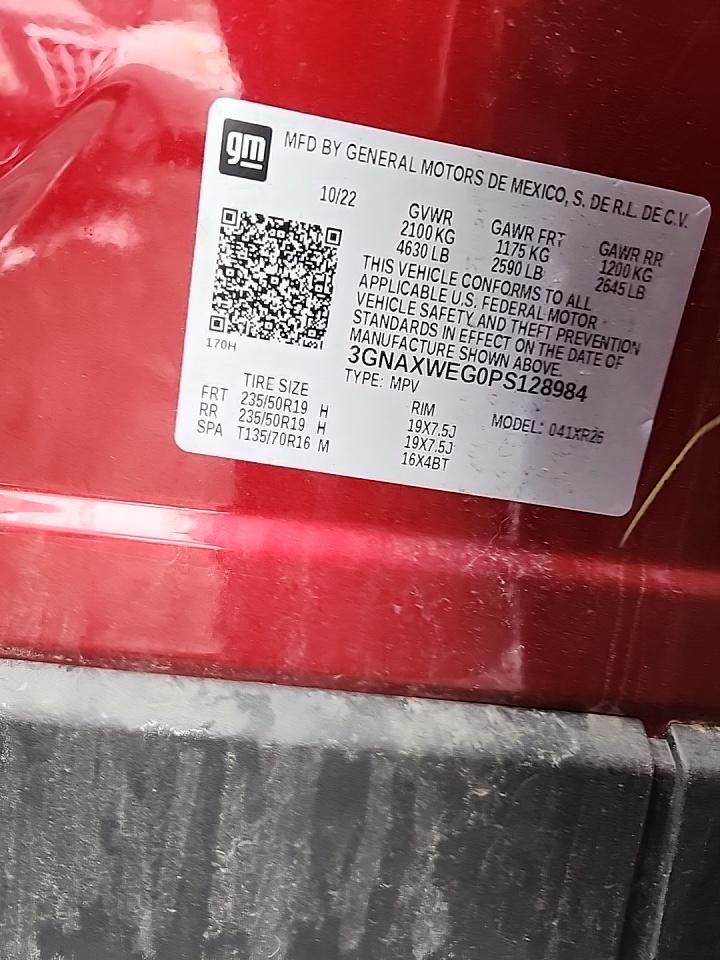 gm
MFD BY GENERAL MOTORS DE MEXICO, S. DE R.L. DE C.V.
10/22
GVWR GAWR FRT GAWR RR
2100 KG 1175 KG 1200 KG
4630 LB 2590 LB 2645 LB
THIS VEHICLE CONFORMS TO ALL
APPLICABLE U.S. FEDERAL MOTOR
VEHICLE SAFETY AND THEFT PREVENTION
STANDARDS IN EFFECT ON THE DATE OF
MANUFACTURE SHOWN ABOVE.
170H
3GNAXWEG0PS128984
TYPE: MPV
TIRE SIZE RIM MODEL: 041XR26
FRT 235/50R19 H 19X7.5J
RR 235/50R19 H 19X7.5J
SPA T135/70R16 M 16X4BT